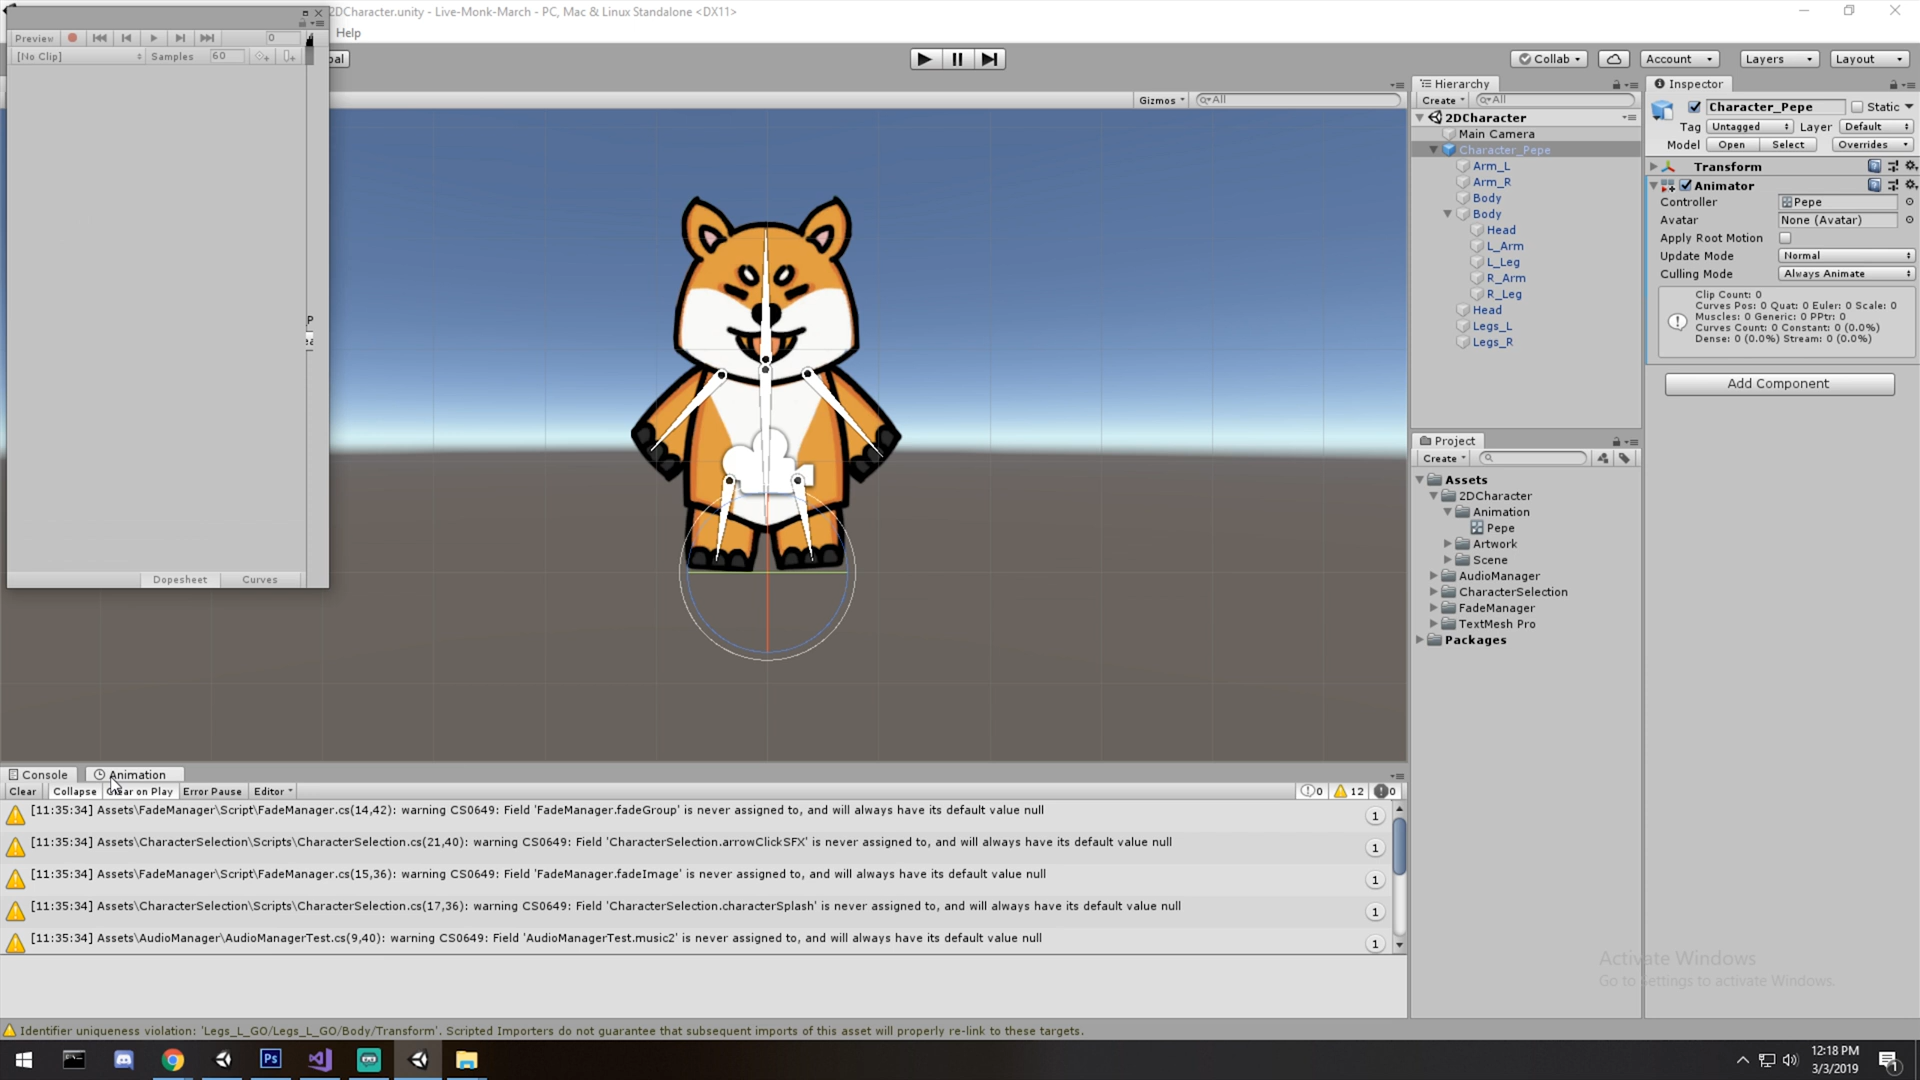 2DCharacter.unity - Live-Monk-March - PC, Mac & Linux Standalone <DX11>
Help
Preview
0
[No Clip]
Samples
60
bal
Collab
Account
Layers
Layout
Gizmos
All
Dopesheet
Curves
Hierarchy
Create
All
2DCharacter
Main Camera
Character_Pepe
Arm_L
Arm_R
Body
Body
Head
L_Arm
L_Leg
R_Arm
R_Leg
Head
Legs_L
Legs_R
Inspector
Character_Pepe
Static
Tag
Untagged
Layer
Default
Model
Open
Select
Overrides
Transform
Animator
Controller
Pepe
Avatar
None (Avatar)
Apply Root Motion
Update Mode
Normal
Culling Mode
Always Animate
Clip Count: 0
Curves Pos: 0 Quat: 0 Euler: 0 Scale: 0
Muscles: 0 Generic: 0 PPtr: 0
Curves Count: 0 Constant: 0 (0.0%)
Dense: 0 (0.0%) Stream: 0 (0.0%)
Add Component
Project
Create
Assets
2DCharacter
Animation
Pepe
Artwork
Scene
AudioManager
CharacterSelection
FadeManager
TextMesh Pro
Packages
Console
Animation
Clear
Collapse
Clear on Play
Error Pause
Editor
0
12
0
[11:35:34] Assets\FadeManager\Script\FadeManager.cs(14,42): warning CS0649: Field 'FadeManager.fadeGroup' is never assigned to, and will always have its default value null
1
[11:35:34] Assets\CharacterSelection\Scripts\CharacterSelection.cs(21,40): warning CS0649: Field 'CharacterSelection.arrowClickSFX' is never assigned to, and will always have its default value null
1
[11:35:34] Assets\FadeManager\Script\FadeManager.cs(15,36): warning CS0649: Field 'FadeManager.fadeImage' is never assigned to, and will always have its default value null
1
[11:35:34] Assets\CharacterSelection\Scripts\CharacterSelection.cs(17,36): warning CS0649: Field 'CharacterSelection.characterSplash' is never assigned to, and will always have its default value null
1
[11:35:34] Assets\AudioManager\AudioManagerTest.cs(9,40): warning CS0649: Field 'AudioManagerTest.music2' is never assigned to, and will always have its default value null
1
Activate Windows
Go to Settings to activate Windows.
Identifier uniqueness violation: 'Legs_L_GO/Legs_L_GO/Body/Transform'. Scripted Importers do not guarantee that subsequent imports of this asset will properly re-link to these targets.
Ps
12:18 PM
3/3/2019
1